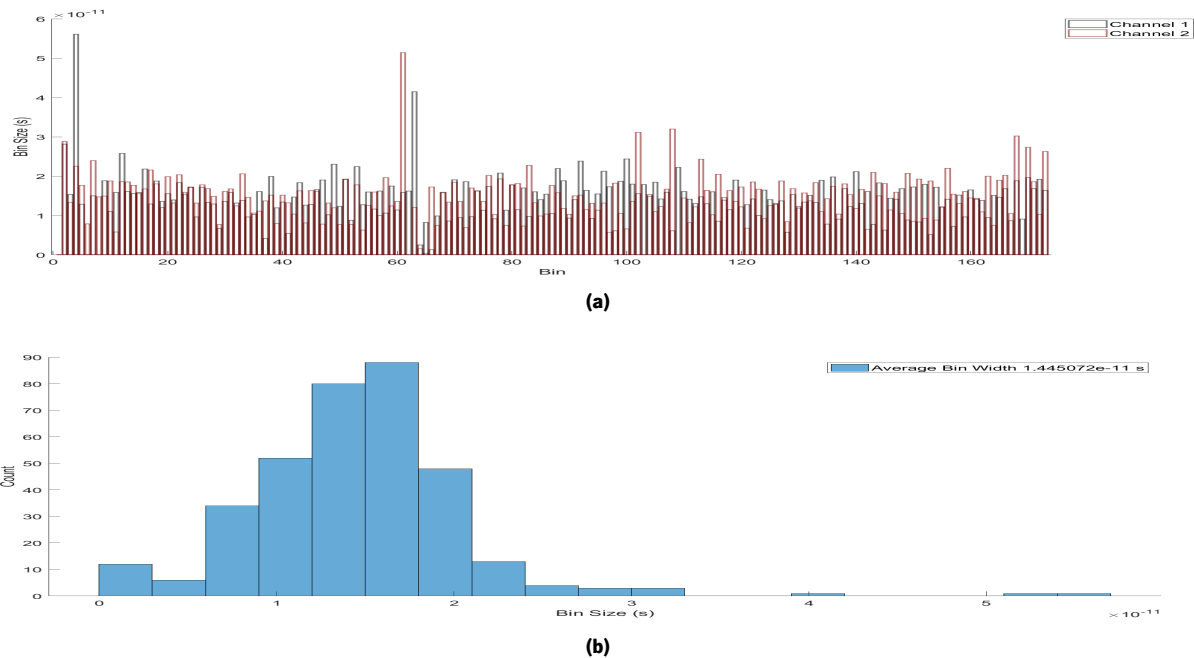 × 10⁻¹¹
6
5
4
3
2
1
0
Bin Size (s)
0 20 40 60 80 100 120 140 160
Bin
Channel 1
Channel 2
(a)
90
80
70
60
50
40
30
20
10
0
Count
Average Bin Width 1.445072e-11 s
0 1 2 3 4 5
Bin Size (s)
× 10⁻¹¹
(b)